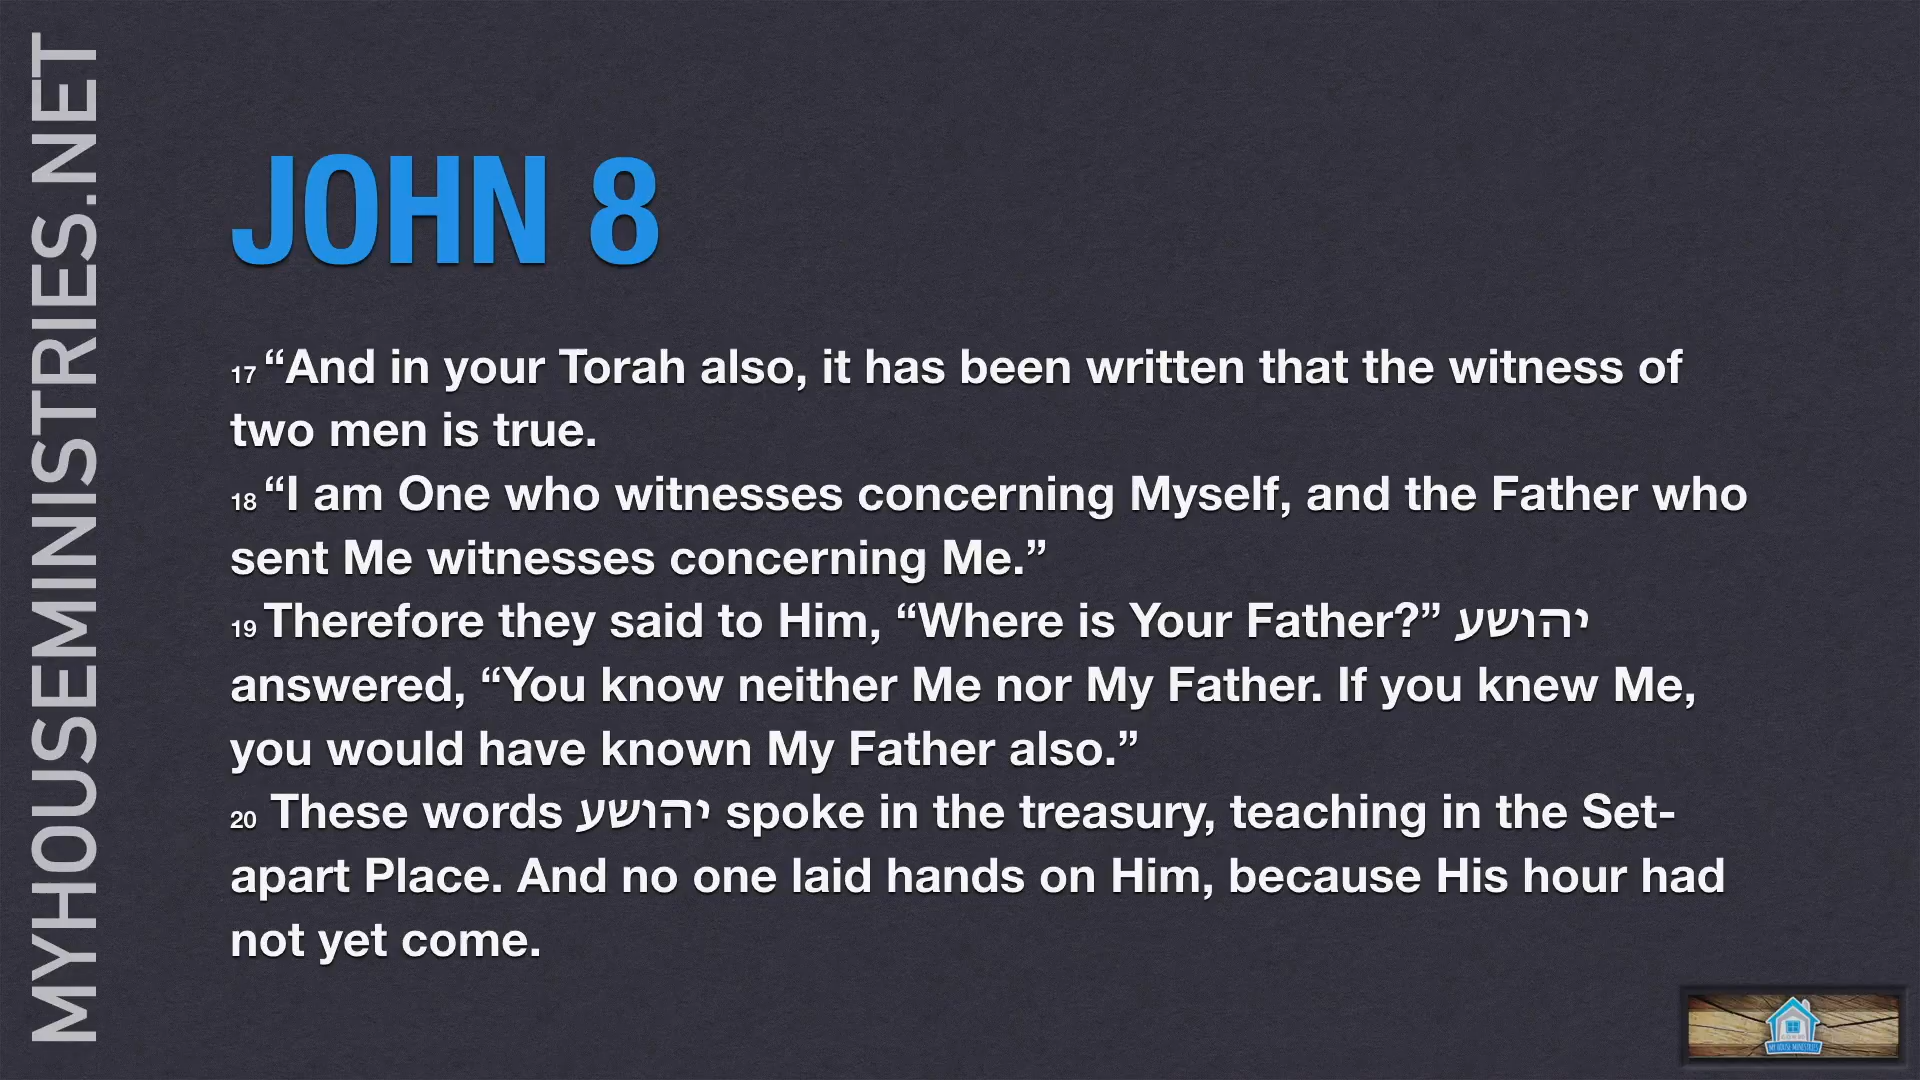 MYHOUSEMINISTRIES.NET
JOHN 8
17 “And in your Torah also, it has been written that the witness of
two men is true.
18 “I am One who witnesses concerning Myself, and the Father who
sent Me witnesses concerning Me.”
19 Therefore they said to Him, “Where is Your Father?” יהושע
answered, “You know neither Me nor My Father. If you knew Me,
you would have known My Father also.”
20 These words יהושע spoke in the treasury, teaching in the Set-
apart Place. And no one laid hands on Him, because His hour had
not yet come.
MY HOUSE MINISTRIES